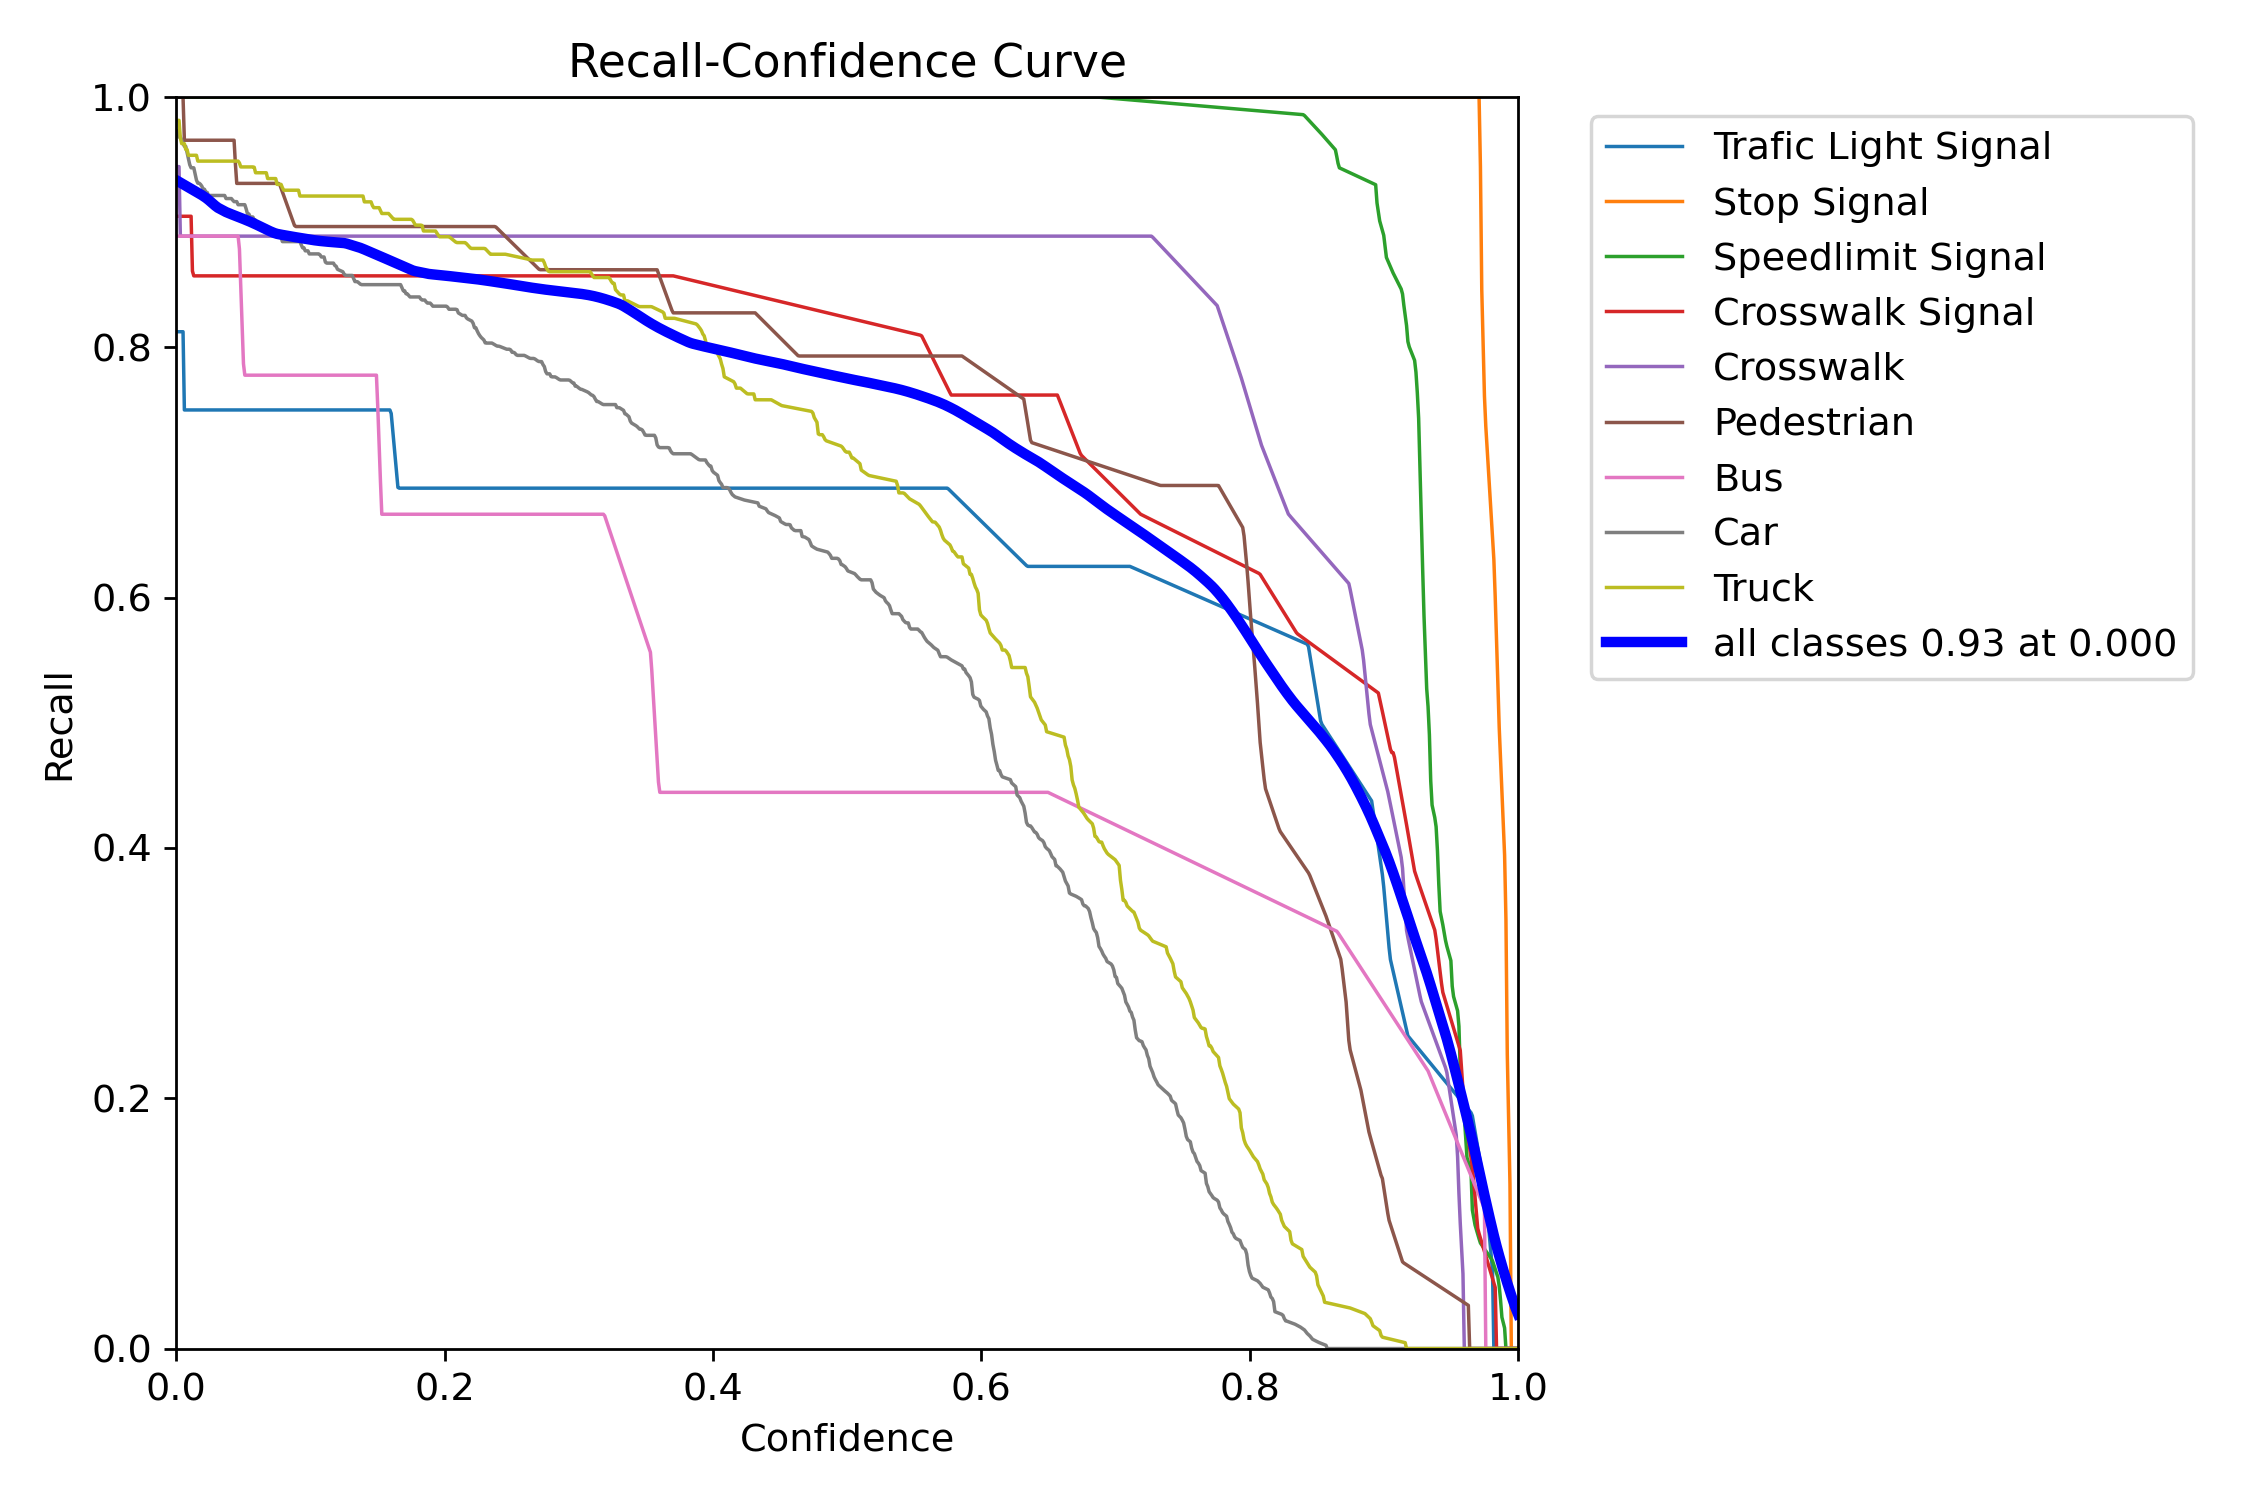 Recall-Confidence Curve
1.0
0.8
0.6
0.4
0.2
0.0
Recall
0.0 0.2 0.4 0.6 0.8 1.0
Confidence
Trafic Light Signal
Stop Signal
Speedlimit Signal
Crosswalk Signal
Crosswalk
Pedestrian
Bus
Car
Truck
all classes 0.93 at 0.000